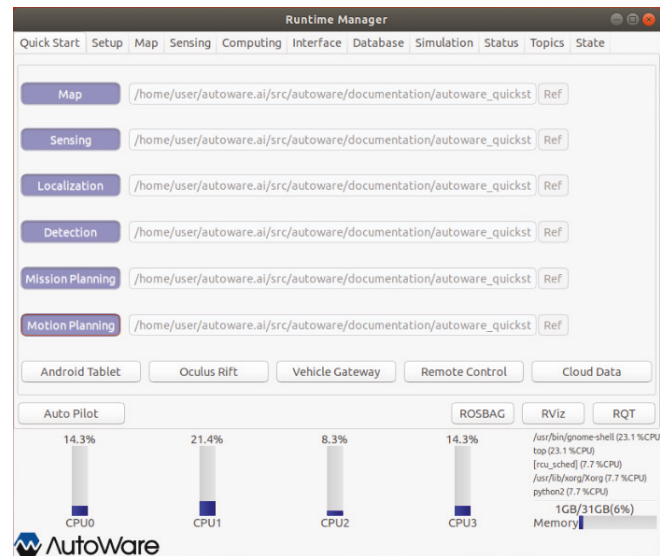 Runtime Manager
Quick Start Setup Map Sensing Computing Interface Database Simulation Status Topics State
Map /home/user/autoware.ai/src/autoware/documentation/autoware_quickst Ref
Sensing /home/user/autoware.ai/src/autoware/documentation/autoware_quickst Ref
Localization /home/user/autoware.ai/src/autoware/documentation/autoware_quickst Ref
Detection /home/user/autoware.ai/src/autoware/documentation/autoware_quickst Ref
Mission Planning /home/user/autoware.ai/src/autoware/documentation/autoware_quickst Ref
Motion Planning /home/user/autoware.ai/src/autoware/documentation/autoware_quickst Ref
Android Tablet Oculus Rift Vehicle Gateway Remote Control Cloud Data
Auto Pilot ROSBAG RViz RQT
14.3% 21.4% 8.3% 14.3%
CPU0 CPU1 CPU2 CPU3
/usr/bin/gnome-shell (23.1 %CPU
top (23.1 %CPU)
[rcu_sched] (7.7 %CPU)
/usr/lib/xorg/Xorg (7.7 %CPU)
python2 (7.7 %CPU)
1GB/31GB(6%)
Memory
AutoWare